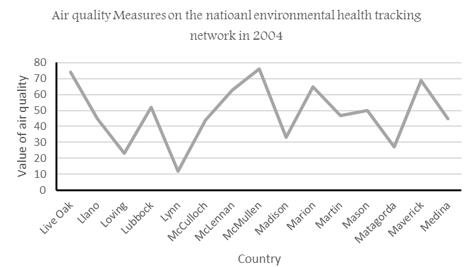 Air quality Measures on the natioanl environmental health tracking
network in 2004
80
70
60
50
40
30
20
10
0
Value of air quality
Live Oak
Llano
Loving
Lubbock
Lynn
McCulloch
McLennan
McMullen
Madison
Marion
Martin
Mason
Matagorda
Maverick
Medina
Country